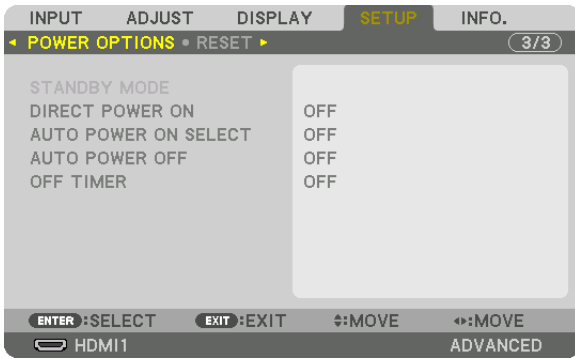 INPUT ADJUST DISPLAY SETUP INFO.
◄ POWER OPTIONS • RESET ► 3/3
STANDBY MODE
DIRECT POWER ON OFF
AUTO POWER ON SELECT OFF
AUTO POWER OFF OFF
OFF TIMER OFF
ENTER :SELECT EXIT :EXIT :MOVE :MOVE
HDMI1 ADVANCED